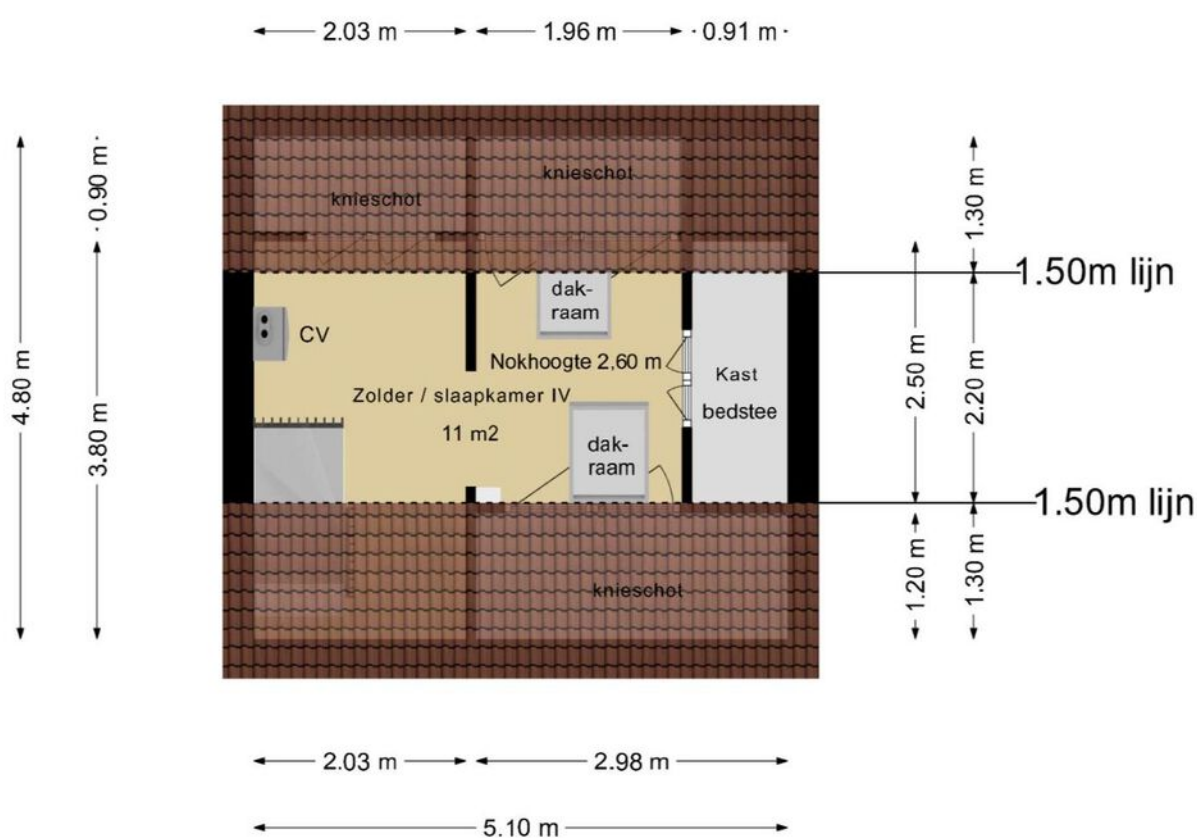 2.03 m
1.96 m
0.91 m
4.80 m
0.90 m
3.80 m
knieschot
knieschot
1.30 m
1.50m lijn
dak-
raam
CV
Nokhoogte 2,60 m
Kast
bedstee
Zolder / slaapkamer IV
11 m2
dak-
raam
2.50 m
2.20 m
1.50m lijn
1.20 m
1.30 m
knieschot
2.03 m
2.98 m
5.10 m